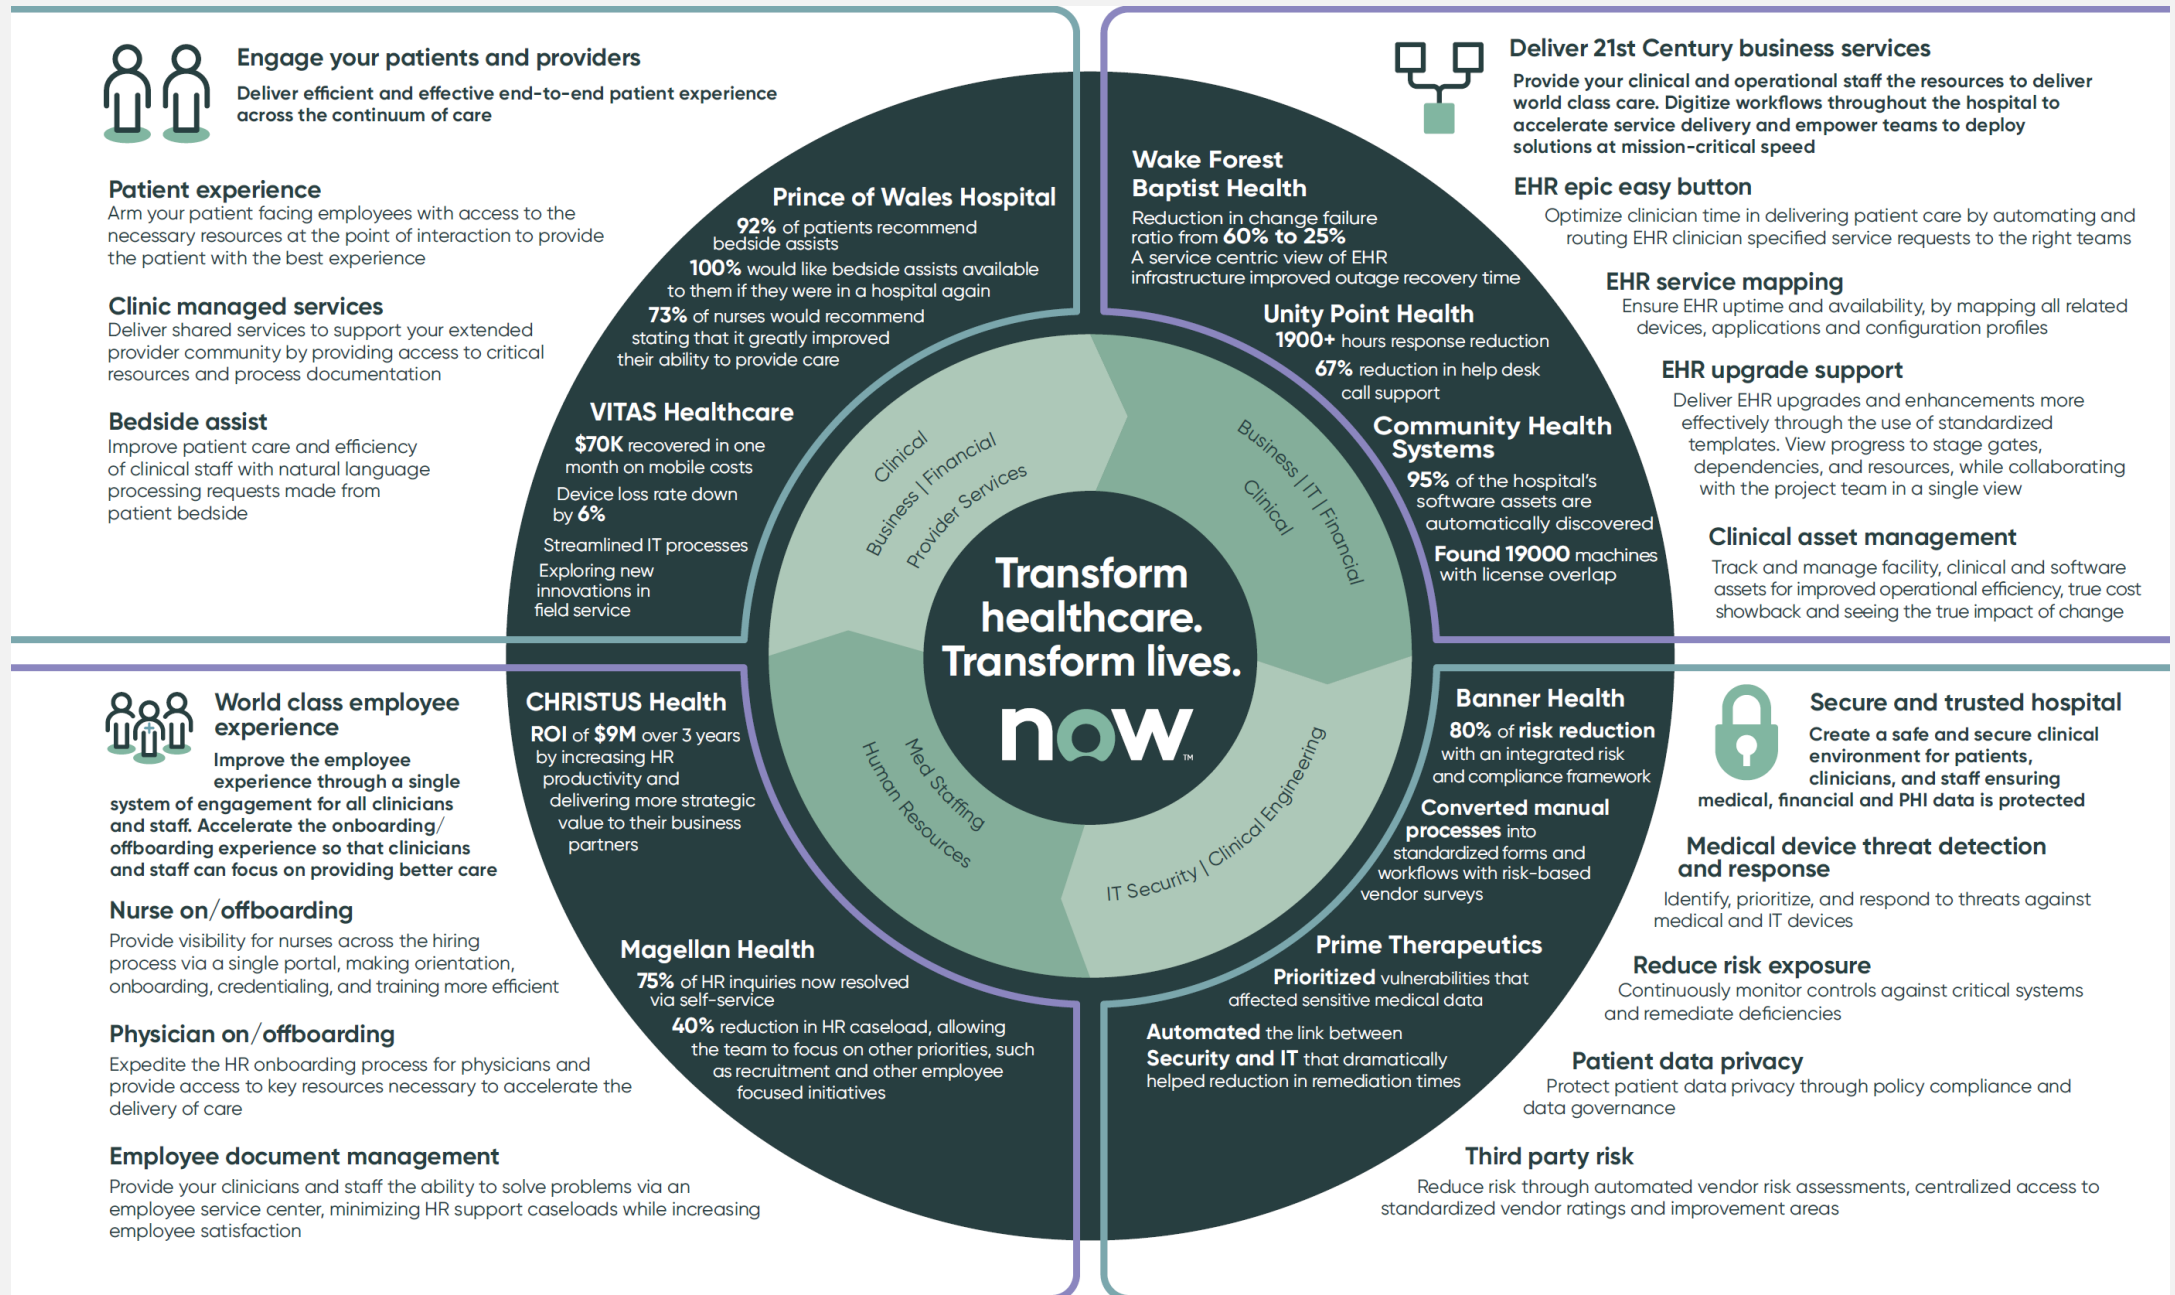 Engage your patients and providers
Deliver efficient and effective end-to-end patient experience
across the continuum of care
Patient experience
Arm your patient facing employees with access to the
necessary resources at the point of interaction to provide
the patient with the best experience
Clinic managed services
Deliver shared services to support your extended
provider community by providing access to critical
resources and process documentation
Bedside assist
Improve patient care and efficiency
of clinical staff with natural language
processing requests made from
patient bedside
Prince of Wales Hospital
92% of patients recommend
bedside assists
100% would like bedside assists available
to them if they were in a hospital again
73% of nurses would recommend
stating that it greatly improved
their ability to provide care
VITAS Healthcare
$70K recovered in one
month on mobile costs
Device loss rate down
by 6%
Streamlined IT processes
Exploring new
innovations in
field service
Clinical
Business | Financial
Provider Services
Deliver 21st Century business services
Provide your clinical and operational staff the resources to deliver
world class care. Digitize workflows throughout the hospital to
accelerate service delivery and empower teams to deploy
solutions at mission-critical speed
EHR epic easy button
Optimize clinician time in delivering patient care by automating and
routing EHR clinician specified service requests to the right teams
EHR service mapping
Ensure EHR uptime and availability, by mapping all related
devices, applications and configuration profiles
EHR upgrade support
Deliver EHR upgrades and enhancements more
effectively through the use of standardized
templates. View progress to stage gates,
dependencies, and resources, while collaborating
with the project team in a single view
Clinical asset management
Track and manage facility, clinical and software
assets for improved operational efficiency, true cost
showback and seeing the true impact of change
Wake Forest
Baptist Health
Reduction in change failure
ratio from 60% to 25%
A service centric view of EHR
infrastructure improved outage recovery time
Unity Point Health
1900+ hours response reduction
67% reduction in help desk
call support
Community Health
Systems
95% of the hospital's
software assets are
automatically discovered
Found 19000 machines
with license overlap
Business | IT | Financial
Clinical
Transform
healthcare.
Transform lives.
now™
World class employee
experience
Improve the employee
experience through a single
system of engagement for all clinicians
and staff. Accelerate the onboarding/
offboarding experience so that clinicians
and staff can focus on providing better care
Nurse on/offboarding
Provide visibility for nurses across the hiring
process via a single portal, making orientation,
onboarding, credentialing, and training more efficient
Physician on/offboarding
Expedite the HR onboarding process for physicians and
provide access to key resources necessary to accelerate the
delivery of care
Employee document management
Provide your clinicians and staff the ability to solve problems via an
employee service center, minimizing HR support caseloads while increasing
employee satisfaction
CHRISTUS Health
ROI of $9M over 3 years
by increasing HR
productivity and
delivering more strategic
value to their business
partners
Magellan Health
75% of HR inquiries now resolved
via self-service
40% reduction in HR caseload, allowing
the team to focus on other priorities, such
as recruitment and other employee
focused initiatives
Med Staffing
Human Resources
IT Security | Clinical Engineering
Banner Health
80% of risk reduction
with an integrated risk
and compliance framework
Converted manual
processes into
standardized forms and
workflows with risk-based
vendor surveys
Prime Therapeutics
Prioritized vulnerabilities that
affected sensitive medical data
Automated the link between
Security and IT that dramatically
helped reduction in remediation times
Secure and trusted hospital
Create a safe and secure clinical
environment for patients,
clinicians, and staff ensuring
medical, financial and PHI data is protected
Medical device threat detection
and response
Identify, prioritize, and respond to threats against
medical and IT devices
Reduce risk exposure
Continuously monitor controls against critical systems
and remediate deficiencies
Patient data privacy
Protect patient data privacy through policy compliance and
data governance
Third party risk
Reduce risk through automated vendor risk assessments, centralized access to
standardized vendor ratings and improvement areas